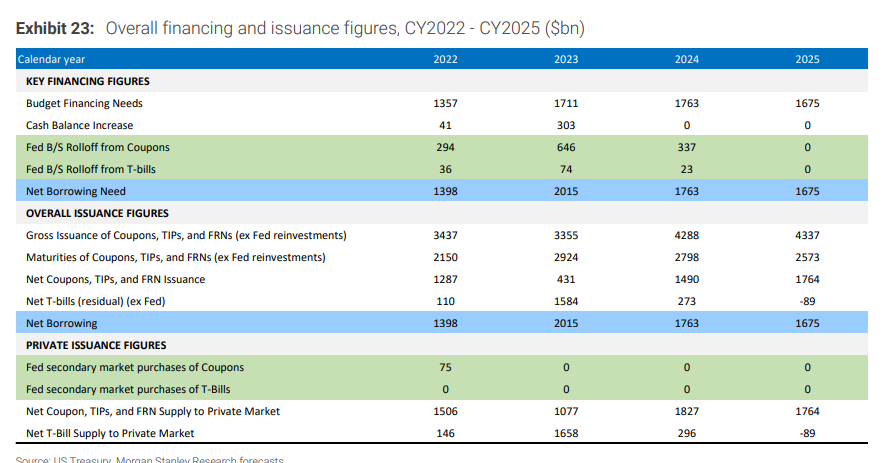 Exhibit 23: Overall financing and issuance figures, CY2022 - CY2025 ($bn)
Calendar year 2022 2023 2024 2025
KEY FINANCING FIGURES
Budget Financing Needs 1357 1711 1763 1675
Cash Balance Increase 41 303 0 0
Fed B/S Rolloff from Coupons 294 646 337 0
Fed B/S Rolloff from T-bills 36 74 23 0
Net Borrowing Need 1398 2015 1763 1675
OVERALL ISSUANCE FIGURES
Gross Issuance of Coupons, TIPs, and FRNs (ex Fed reinvestments) 3437 3355 4288 4337
Maturities of Coupons, TIPs, and FRNs (ex Fed reinvestments) 2150 2924 2798 2573
Net Coupons, TIPs, and FRN Issuance 1287 431 1490 1764
Net T-bills (residual) (ex Fed) 110 1584 273 -89
Net Borrowing 1398 2015 1763 1675
PRIVATE ISSUANCE FIGURES
Fed secondary market purchases of Coupons 75 0 0 0
Fed secondary market purchases of T-Bills 0 0 0 0
Net Coupon, TIPs, and FRN Supply to Private Market 1506 1077 1827 1764
Net T-Bill Supply to Private Market 146 1658 296 -89
Source: US Treasury, Morgan Stanley Research forecasts